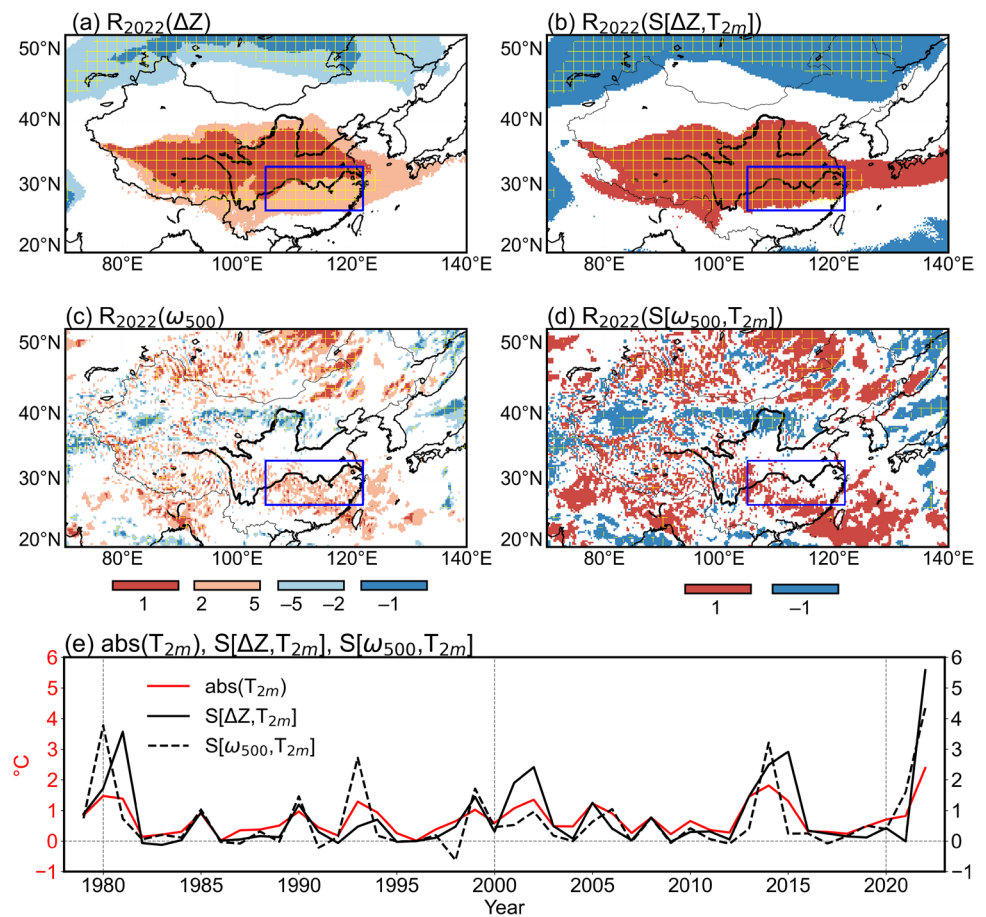 (a) R₂₀₂₂(ΔZ)
(b) R₂₀₂₂(S[ΔZ,T₂ₘ])
50°N
40°N
30°N
20°N
80°E 100°E 120°E 140°E
50°N
40°N
30°N
20°N
80°E 100°E 120°E 140°E
(c) R₂₀₂₂(ω₅₀₀)
(d) R₂₀₂₂(S[ω₅₀₀,T₂ₘ])
50°N
40°N
30°N
20°N
80°E 100°E 120°E 140°E
50°N
40°N
30°N
20°N
80°E 100°E 120°E 140°E
1 2 5 –5 –2 –1
1 –1
(e) abs(T₂ₘ), S[ΔZ,T₂ₘ], S[ω₅₀₀,T₂ₘ]
abs(T₂ₘ)
S[ΔZ,T₂ₘ]
S[ω₅₀₀,T₂ₘ]
°C
6
5
4
3
2
1
0
−1
6
5
4
3
2
1
0
−1
1980 1985 1990 1995 2000 2005 2010 2015 2020
Year